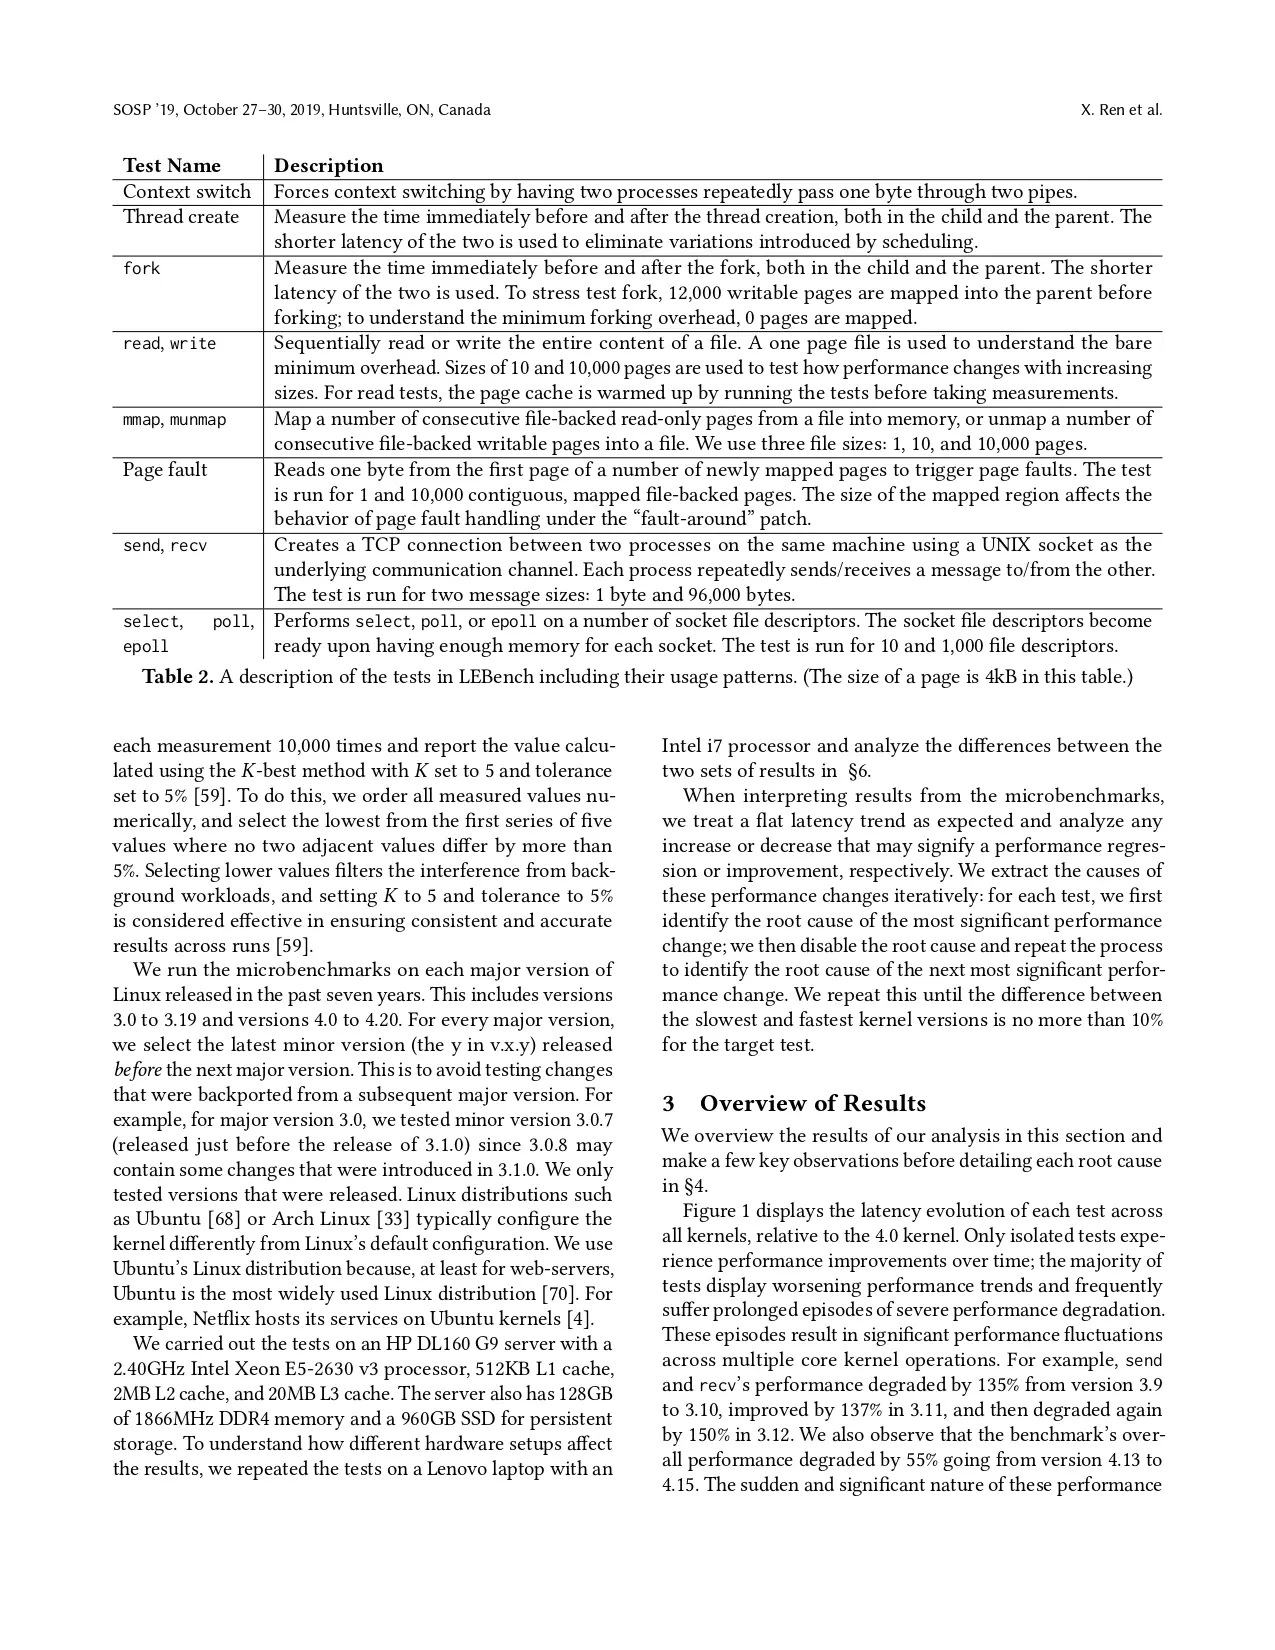 SOSP ’19, October 27–30, 2019, Huntsville, ON, Canada
X. Ren et al.
Test Name
Description
Context switch
Forces context switching by having two processes repeatedly pass one byte through two pipes.
Thread create
Measure the time immediately before and after the thread creation, both in the child and the parent. The
shorter latency of the two is used to eliminate variations introduced by scheduling.
fork
Measure the time immediately before and after the fork, both in the child and the parent. The shorter
latency of the two is used. To stress test fork, 12,000 writable pages are mapped into the parent before
forking; to understand the minimum forking overhead, 0 pages are mapped.
read, write
Sequentially read or write the entire content of a file. A one page file is used to understand the bare
minimum overhead. Sizes of 10 and 10,000 pages are used to test how performance changes with increasing
sizes. For read tests, the page cache is warmed up by running the tests before taking measurements.
mmap, munmap
Map a number of consecutive file-backed read-only pages from a file into memory, or unmap a number of
consecutive file-backed writable pages into a file. We use three file sizes: 1, 10, and 10,000 pages.
Page fault
Reads one byte from the first page of a number of newly mapped pages to trigger page faults. The test
is run for 1 and 10,000 contiguous, mapped file-backed pages. The size of the mapped region affects the
behavior of page fault handling under the “fault-around” patch.
send, recv
Creates a TCP connection between two processes on the same machine using a UNIX socket as the
underlying communication channel. Each process repeatedly sends/receives a message to/from the other.
The test is run for two message sizes: 1 byte and 96,000 bytes.
select, poll,
epoll
Performs select, poll, or epoll on a number of socket file descriptors. The socket file descriptors become
ready upon having enough memory for each socket. The test is run for 10 and 1,000 file descriptors.
Table 2. A description of the tests in LEBench including their usage patterns. (The size of a page is 4kB in this table.)
each measurement 10,000 times and report the value calcu-
lated using the K-best method with K set to 5 and tolerance
set to 5% [59]. To do this, we order all measured values nu-
merically, and select the lowest from the first series of five
values where no two adjacent values differ by more than
5%. Selecting lower values filters the interference from back-
ground workloads, and setting K to 5 and tolerance to 5%
is considered effective in ensuring consistent and accurate
results across runs [59].
We run the microbenchmarks on each major version of
Linux released in the past seven years. This includes versions
3.0 to 3.19 and versions 4.0 to 4.20. For every major version,
we select the latest minor version (the y in v.x.y) released
before the next major version. This is to avoid testing changes
that were backported from a subsequent major version. For
example, for major version 3.0, we tested minor version 3.0.7
(released just before the release of 3.1.0) since 3.0.8 may
contain some changes that were introduced in 3.1.0. We only
tested versions that were released. Linux distributions such
as Ubuntu [68] or Arch Linux [33] typically configure the
kernel differently from Linux’s default configuration. We use
Ubuntu’s Linux distribution because, at least for web-servers,
Ubuntu is the most widely used Linux distribution [70]. For
example, Netflix hosts its services on Ubuntu kernels [4].
We carried out the tests on an HP DL160 G9 server with a
2.40GHz Intel Xeon E5-2630 v3 processor, 512KB L1 cache,
2MB L2 cache, and 20MB L3 cache. The server also has 128GB
of 1866MHz DDR4 memory and a 960GB SSD for persistent
storage. To understand how different hardware setups affect
the results, we repeated the tests on a Lenovo laptop with an
Intel i7 processor and analyze the differences between the
two sets of results in §6.
When interpreting results from the microbenchmarks,
we treat a flat latency trend as expected and analyze any
increase or decrease that may signify a performance regres-
sion or improvement, respectively. We extract the causes of
these performance changes iteratively: for each test, we first
identify the root cause of the most significant performance
change; we then disable the root cause and repeat the process
to identify the root cause of the next most significant perfor-
mance change. We repeat this until the difference between
the slowest and fastest kernel versions is no more than 10%
for the target test.
3 Overview of Results
We overview the results of our analysis in this section and
make a few key observations before detailing each root cause
in §4.
Figure 1 displays the latency evolution of each test across
all kernels, relative to the 4.0 kernel. Only isolated tests expe-
rience performance improvements over time; the majority of
tests display worsening performance trends and frequently
suffer prolonged episodes of severe performance degradation.
These episodes result in significant performance fluctuations
across multiple core kernel operations. For example, send
and recv’s performance degraded by 135% from version 3.9
to 3.10, improved by 137% in 3.11, and then degraded again
by 150% in 3.12. We also observe that the benchmark’s over-
all performance degraded by 55% going from version 4.13 to
4.15. The sudden and significant nature of these performance